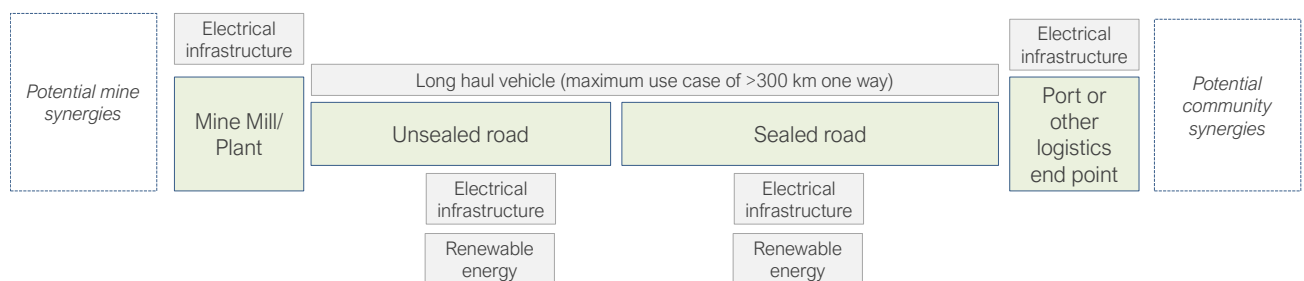 Potential mine
synergies
Electrical
infrastructure
Mine Mill/
Plant
Long haul vehicle (maximum use case of >300 km one way)
Unsealed road
Sealed road
Electrical
infrastructure
Renewable
energy
Electrical
infrastructure
Renewable
energy
Electrical
infrastructure
Port or
other
logistics
end point
Potential
community
synergies